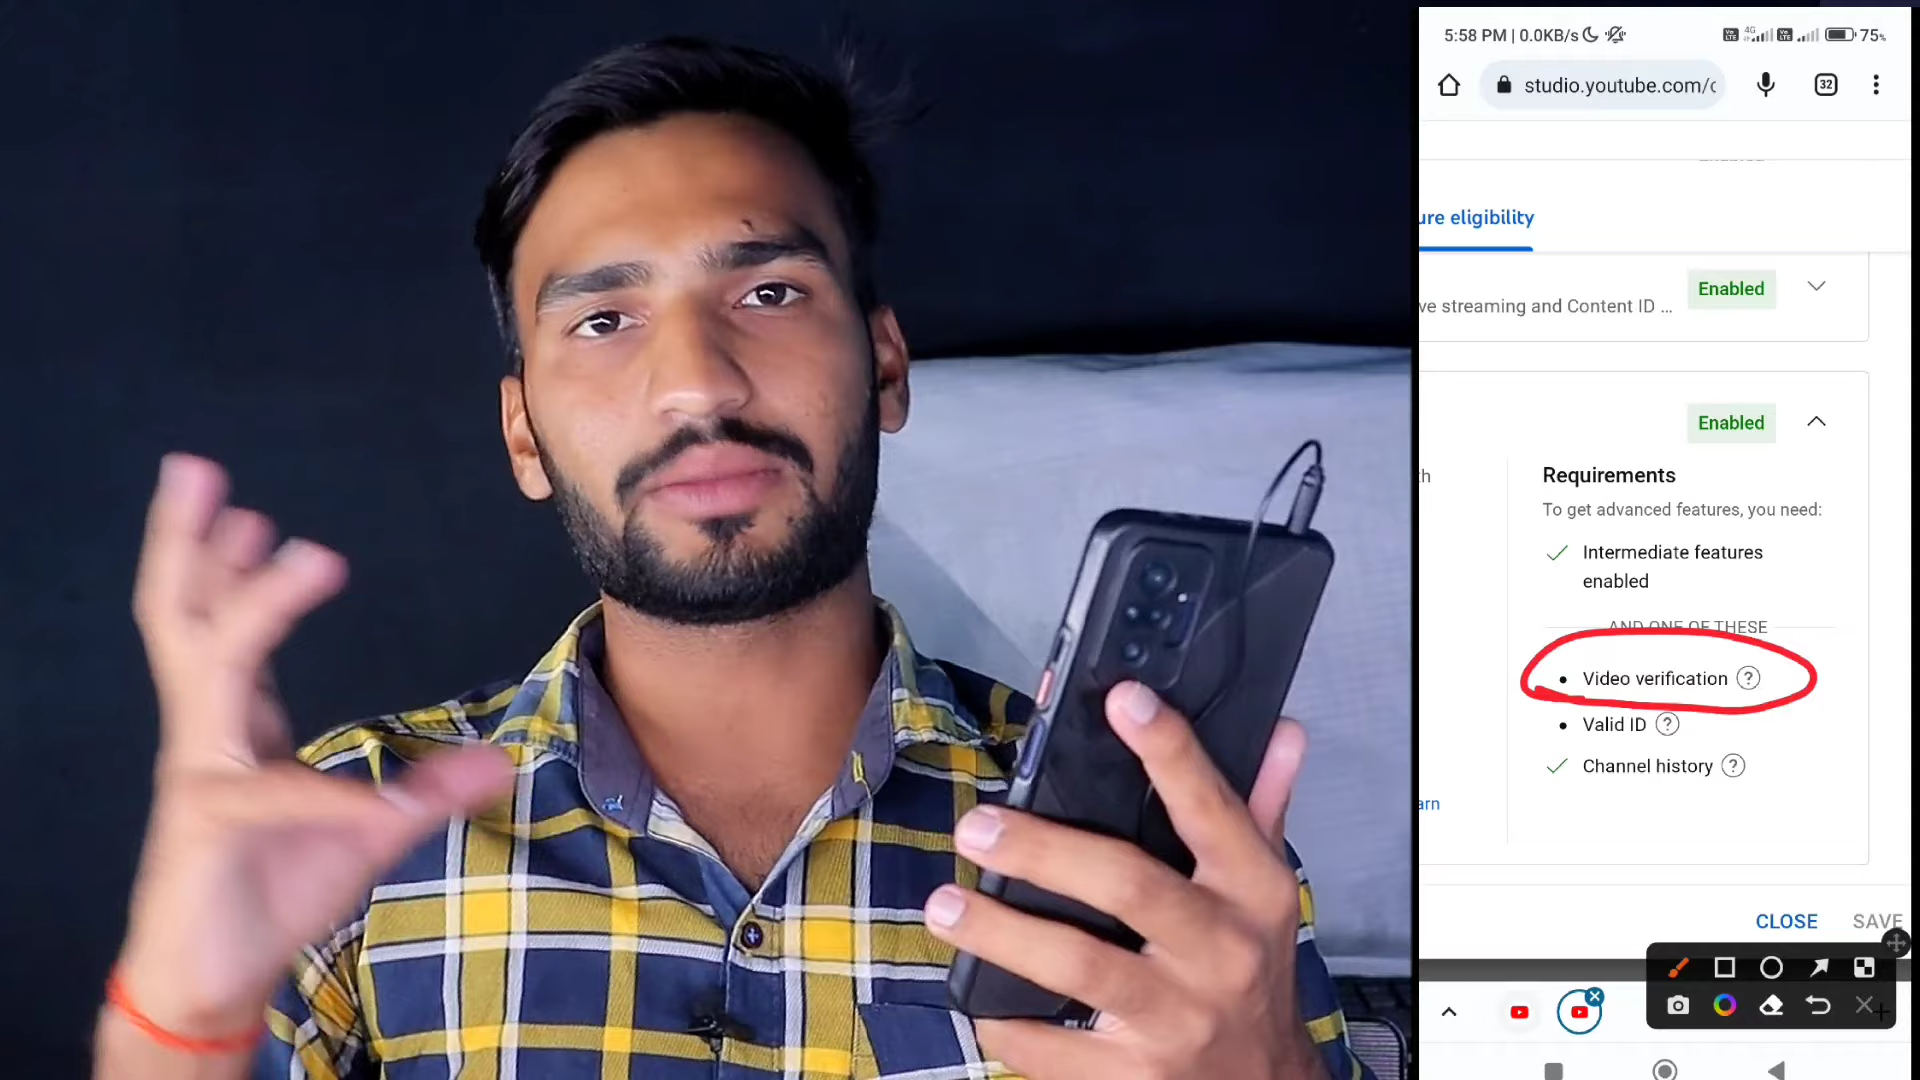 5:58 PM | 0.0KB/s
4G
75%
studio.youtube.com/c
32
ure eligibility
Enabled
ve streaming and Content ID ...
Enabled
Requirements
To get advanced features, you need:
Intermediate features
enabled
AND ONE OF THESE
Video verification ?
Valid ID ?
Channel history ?
arn
CLOSE
SAVE